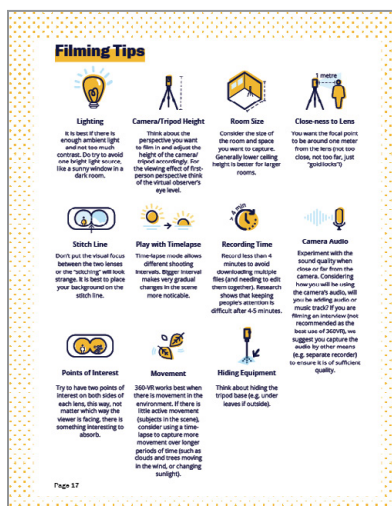 Filming Tips
Lighting
It is best if there is
enough ambient light
and not too much
contrast. Do try to avoid
one bright light source,
like a sunny window in a
dark room.
Camera/Tripod Height
Think about the
perspective you want
to film in and adjust
the height of the
camera/ tripod
accordingly. For
the viewing effect of first-
person perspective think
of the virtual observer's
eye level.
Room Size
Consider the size of
the room and space
you want to capture.
Generally lower ceiling
height is better for larger
rooms.
1 metre
Close-ness to Lens
You want the focal point
to be around one meter
from the lens (not too
close, not too far, just
"goldilocks"!)
Stitch Line
Don't put the visual focus
between the two lenses
or the "stitching" will look
strange. It is best to place
your background on the
stitch line.
Play with Timelapse
Time-lapse mode allows
different shooting
intervals. Bigger interval
makes very gradual
changes in the scene
more noticable.
> 4 min
Recording Time
Record less than 4
minutes to avoid
downloading multiple
files (and needing to edit
them together). Research
shows that keeping
people's attention is
difficult after 4-5 minutes.
Camera Audio
Experiment with the
sound quality when
close or far from the
camera. Considering
how you will be using
the camera's audio, will
you be adding audio or
music track? If you are
filming an interview (not
recommended as the
best use of 360VR), we
suggest you capture the
audio by other means
(e.g. separate recorder)
to ensure it is of sufficient
quality.
Points of Interest
Try to have two points of
interest on both sides of
each lens, this way, not
matter which way the
viewer is facing, there is
something interesting to
absorb.
Movement
360-VR works best when
there is movement in the
environment. If there is
little active movement
(subjects in the scene),
consider using a time-
lapse to capture more
movement over longer
periods of time (such as
clouds and trees moving
in the wind, or changing
sunlight).
Hiding Equipment
Think about hiding the
tripod base (e.g. under
leaves if outside).
Page 17